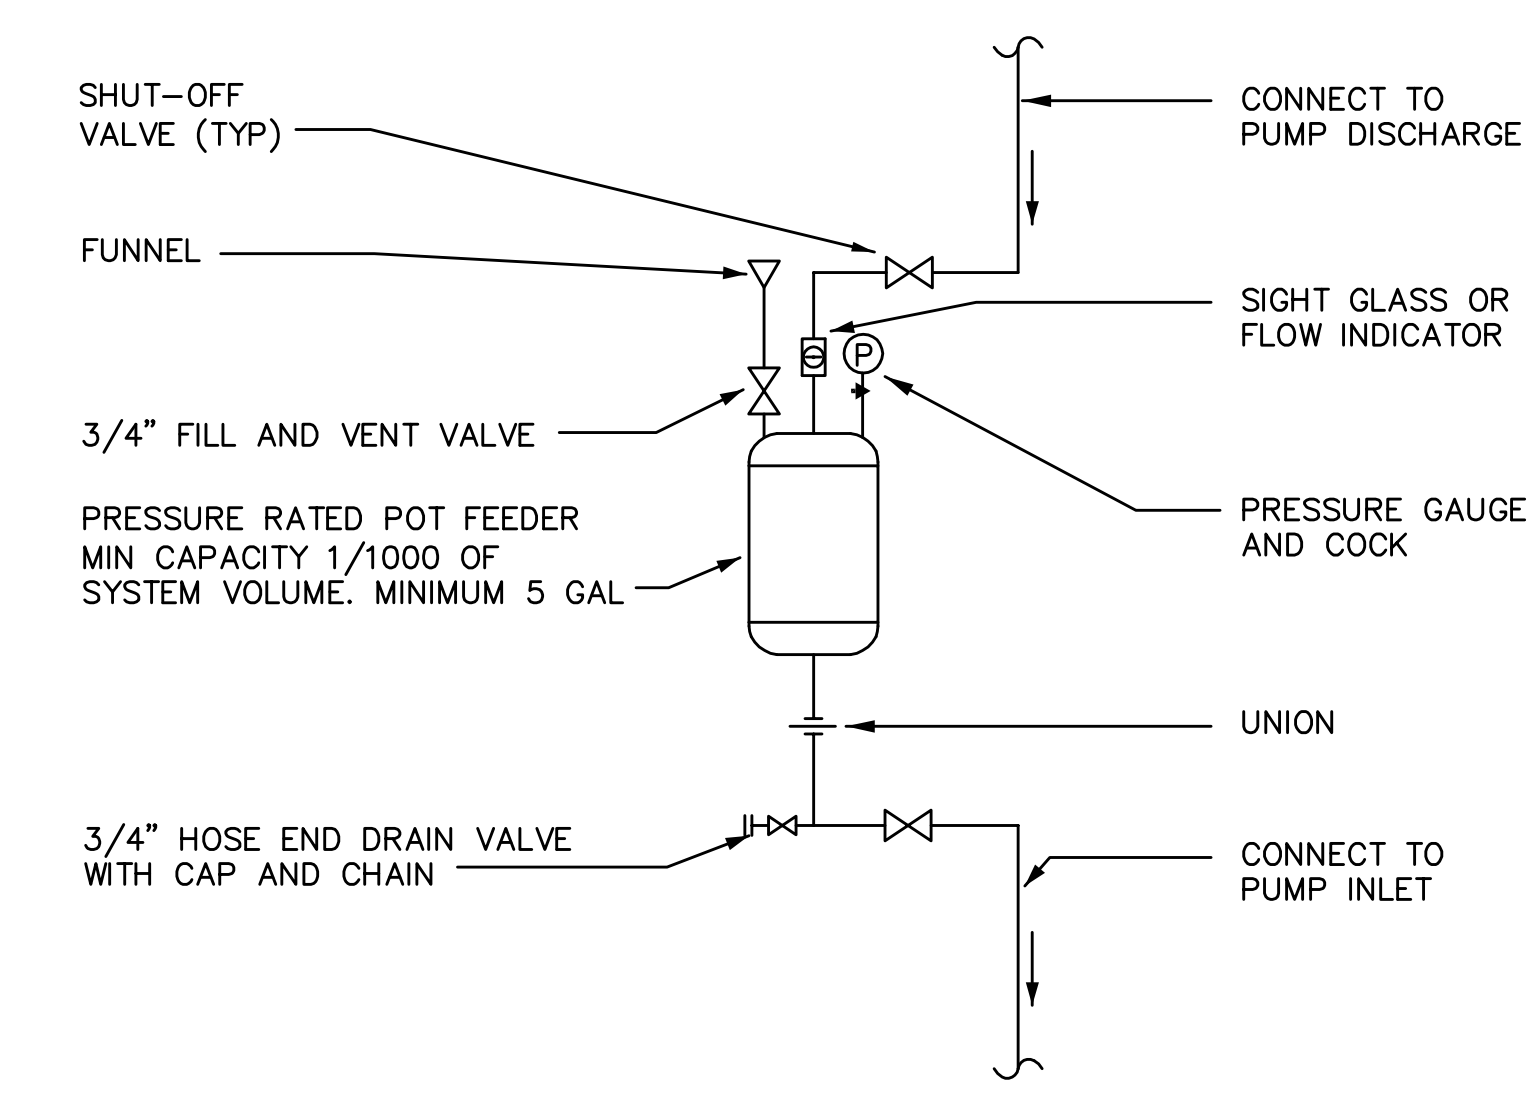 SHUT-OFF
VALVE (TYP)
CONNECT TO
PUMP DISCHARGE
FUNNEL
SIGHT GLASS OR
FLOW INDICATOR
P
3/4" FILL AND VENT VALVE
PRESSURE RATED POT FEEDER
MIN CAPACITY 1/1000 OF
SYSTEM VOLUME. MINIMUM 5 GAL
PRESSURE GAUGE
AND COCK
UNION
3/4" HOSE END DRAIN VALVE
WITH CAP AND CHAIN
CONNECT TO
PUMP INLET